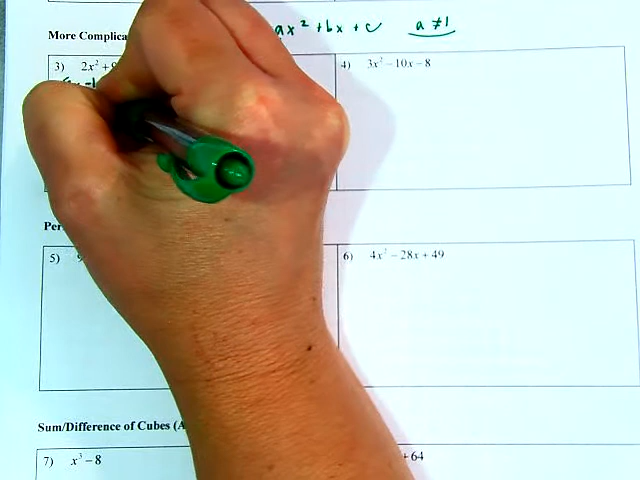 More Complica ax² + bx + c a ≠ 1
3) 2x² + 4) 3x² – 10x – 8
Per
5) 6) 4x² – 28x + 49
Sum/Difference of Cubes (A
7) x³ – 8 + 64